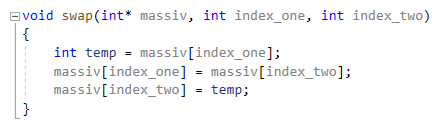 void swap(int* massiv, int index_one, int index_two)
{
    int temp = massiv[index_one];
    massiv[index_one] = massiv[index_two];
    massiv[index_two] = temp;
}